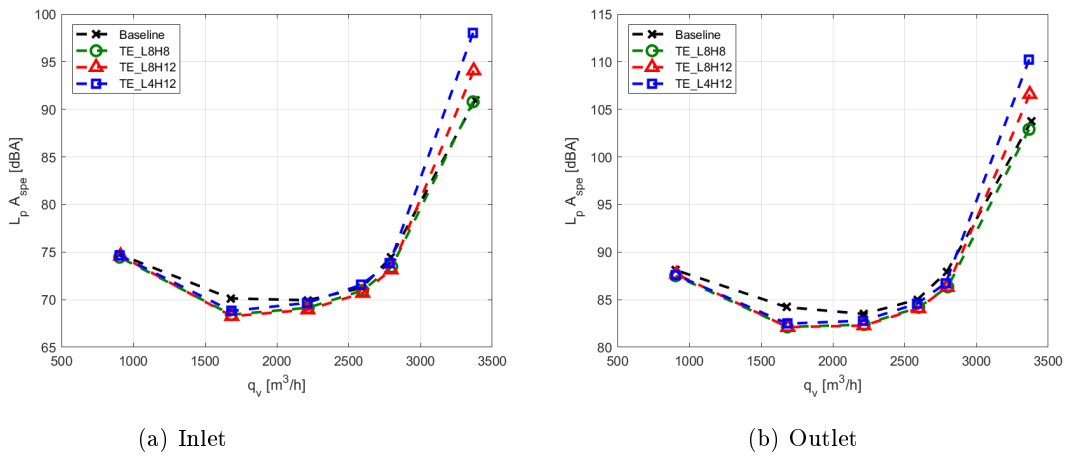 100
95
90
85
80
75
70
65
500
1000
1500
2000
2500
3000
3500
L_p A_spe [dBA]
q_v [m^3/h]
Baseline
TE_L8H8
TE_L8H12
TE_L4H12
(a) Inlet
115
110
105
100
95
90
85
80
500
1000
1500
2000
2500
3000
3500
L_p A_spe [dBA]
q_v [m^3/h]
Baseline
TE_L8H8
TE_L8H12
TE_L4H12
(b) Outlet